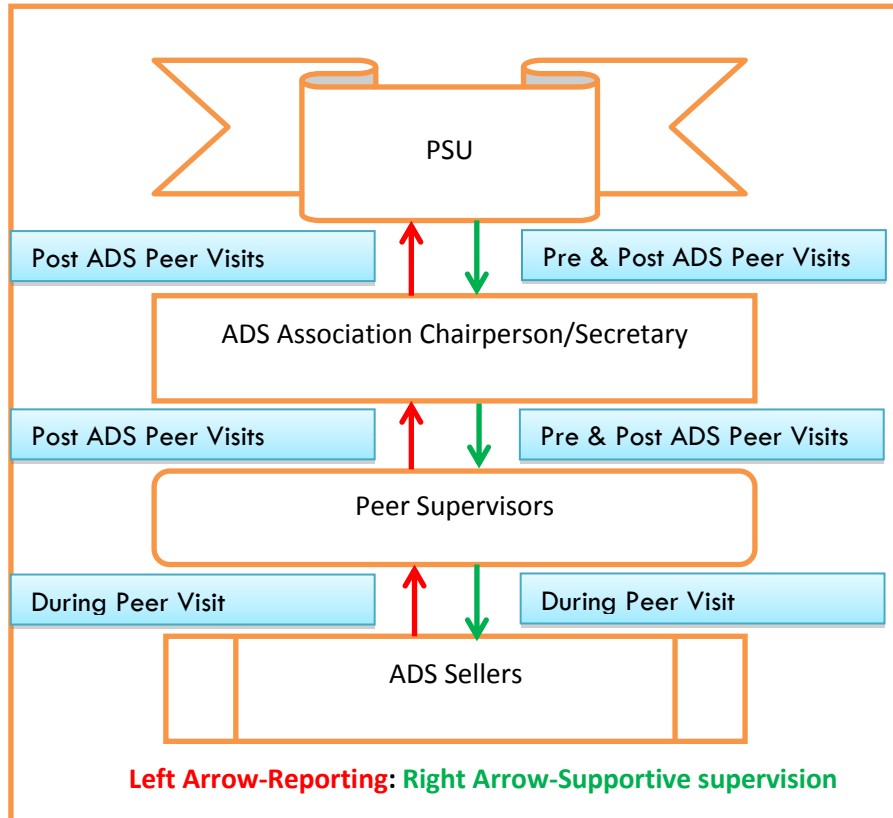 PSU
Post ADS Peer Visits
Pre & Post ADS Peer Visits
ADS Association Chairperson/Secretary
Post ADS Peer Visits
Pre & Post ADS Peer Visits
Peer Supervisors
During Peer Visit
During Peer Visit
ADS Sellers
Left Arrow-Reporting: Right Arrow-Supportive supervision